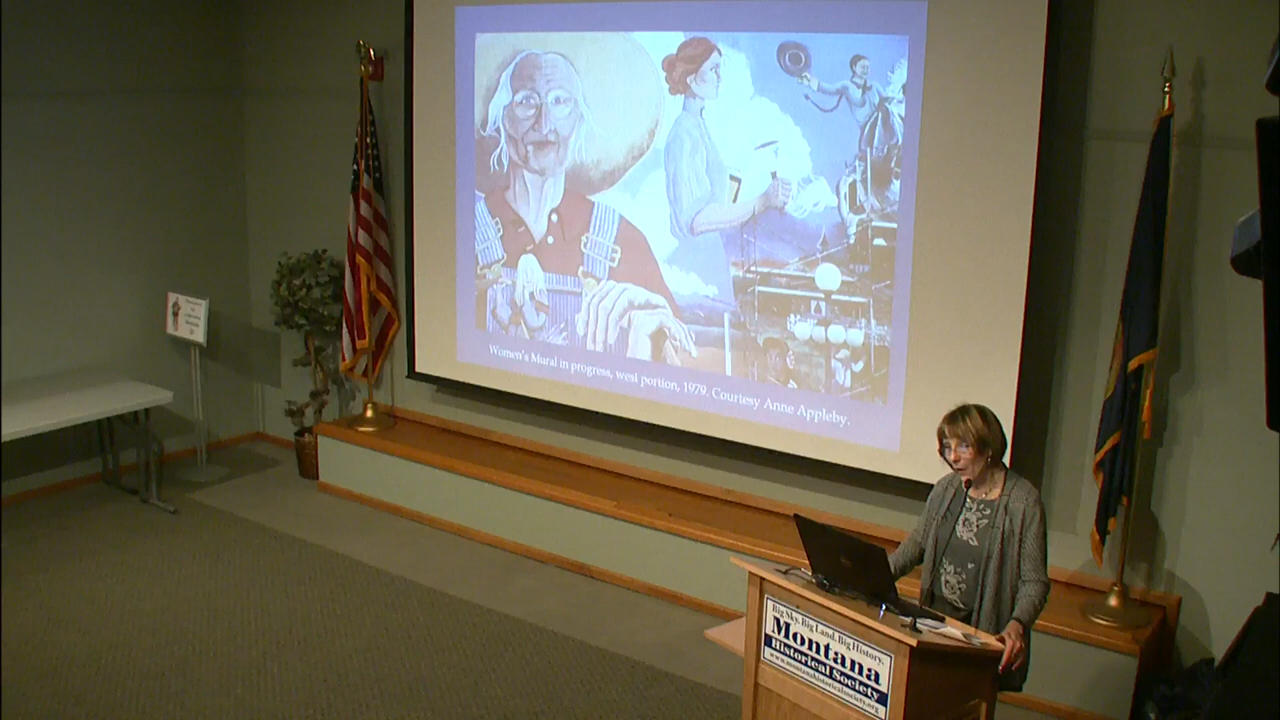 Women's Mural in progress, west portion, 1979. Courtesy Anne Appleby.
Big Sky. Big Land. Big History.
Montana
Historical Society
www.montanahistoricalsociety.org